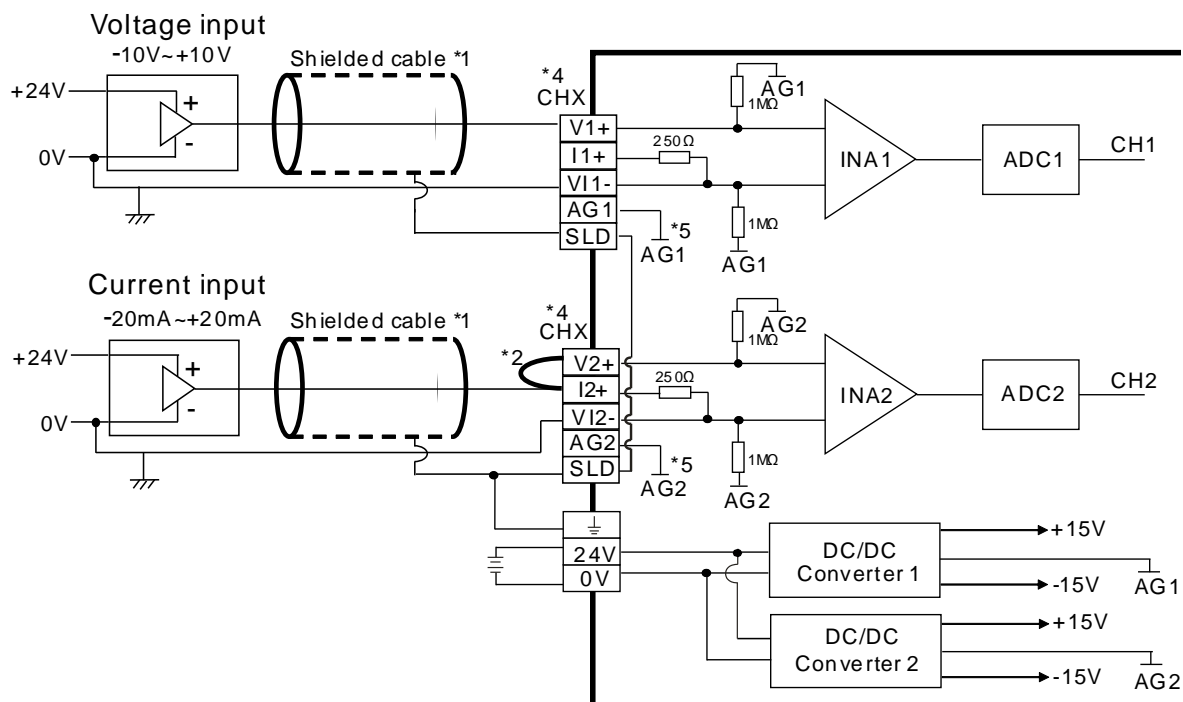 Voltage input
-10V~+10V
Shielded cable *1
*4
CHX
+24V
+
-
0V
V1+
I1+
VI1-
AG1
SLD
250Ω
1MΩ
AG1
1MΩ
AG1
*5
AG1
INA1
ADC1
CH1
Current input
-20mA~+20mA
Shielded cable *1
*4
CHX
*2
+24V
+
-
0V
V2+
I2+
VI2-
AG2
SLD
250Ω
1MΩ
AG2
1MΩ
AG2
*5
AG2
INA2
ADC2
CH2
24V
0V
DC/DC
Converter 1
+15V
AG1
-15V
DC/DC
Converter 2
+15V
AG2
-15V